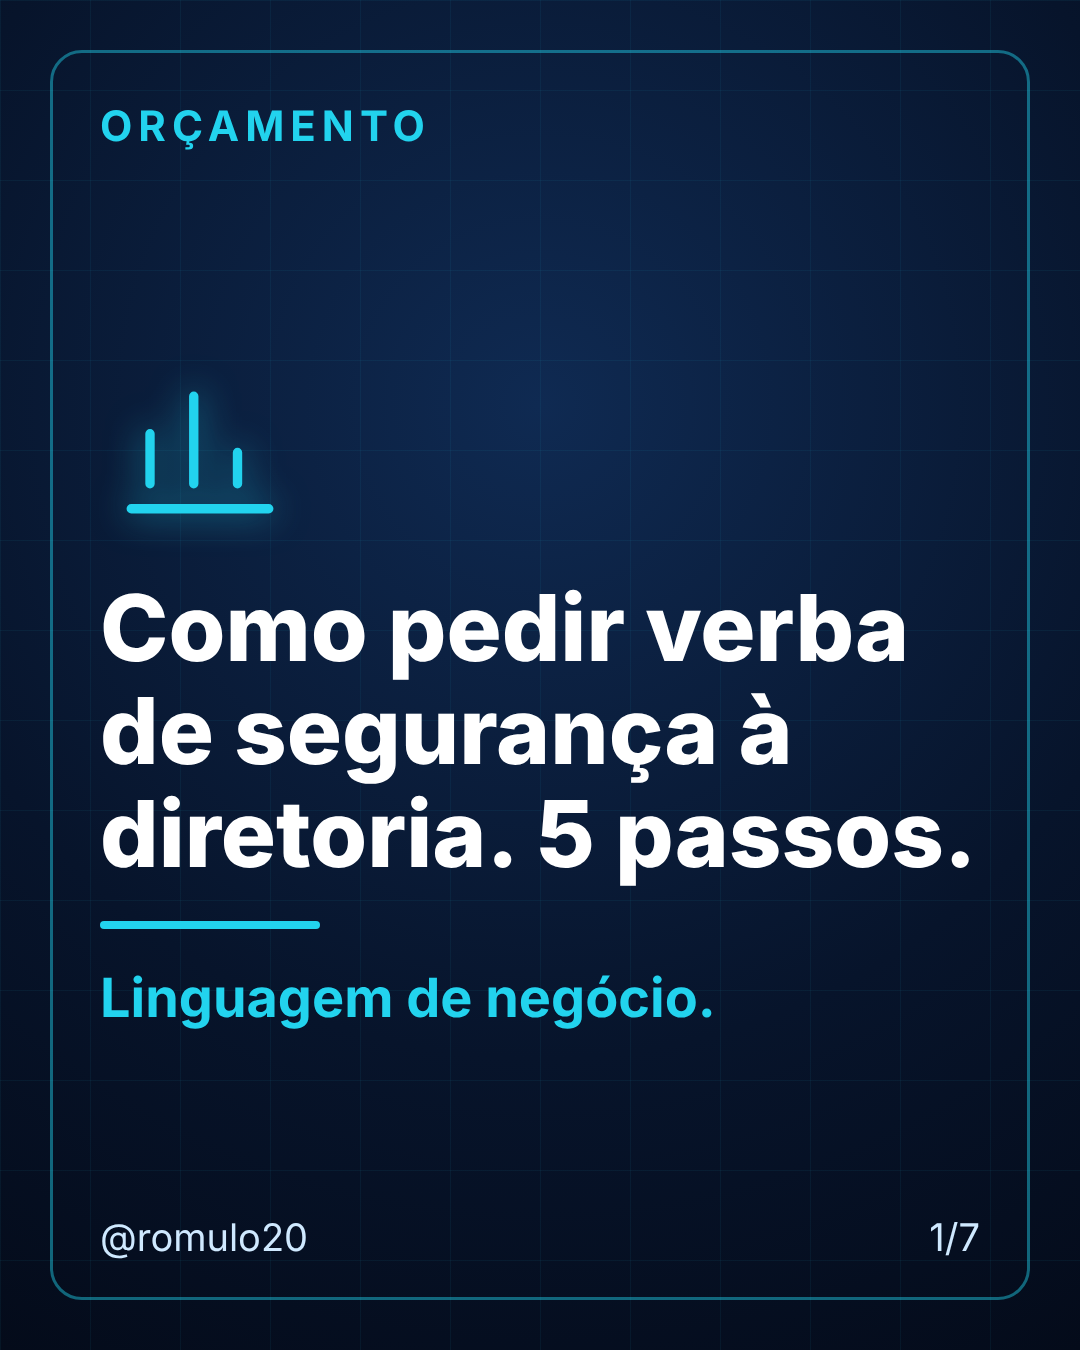 ORÇAMENTO
Como pedir verba
de segurança à
diretoria. 5 passos.
Linguagem de negócio.
@romulo20
1/7